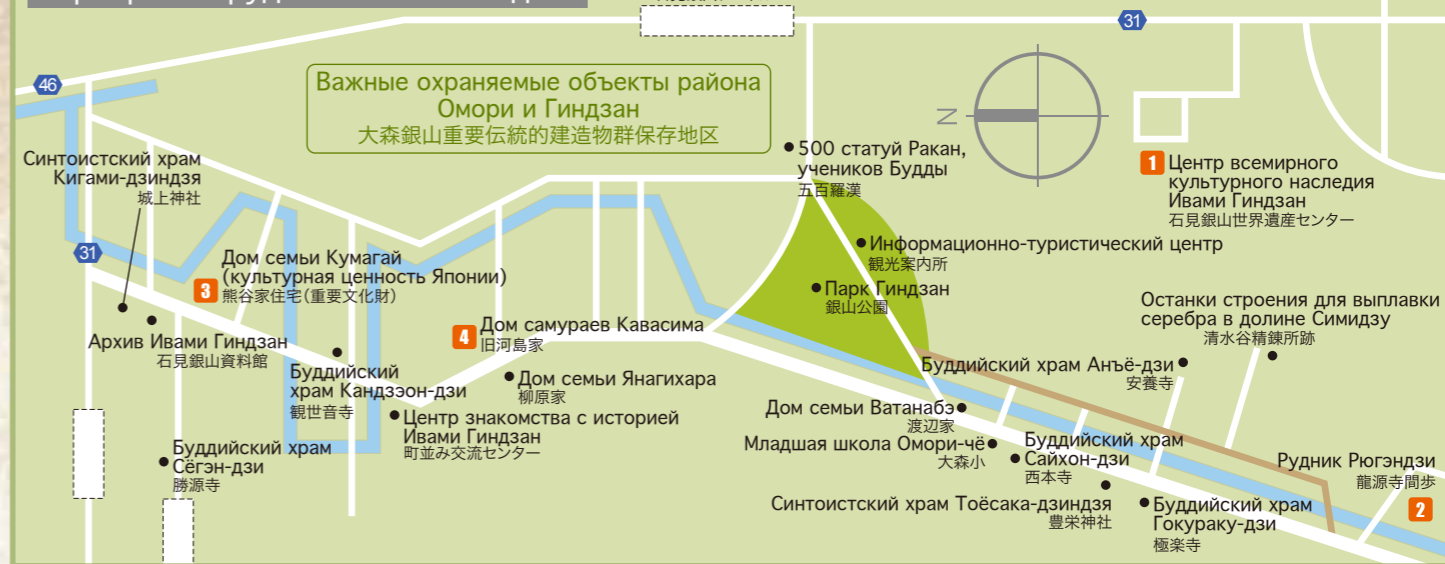 31
46
Важные охраняемые объекты района
Омори и Гиндзан
大森銀山重要伝統的建造物群保存地区
N
500 статуй Ракан,
учеников Будды
五百羅漢
1
Центр всемирного
культурного наследия
Ивами Гиндзан
石見銀山世界遺産センター
Синтоистский храм
Кигами-дзиндзя
城上神社
31
3
Дом семьи Кумагай
(культурная ценность Японии)
熊谷家住宅(重要文化財)
Информационно-туристический центр
観光案内所
Парк Гиндзан
銀山公園
Останки строения для выплавки
серебра в долине Симидзу
清水谷精錬所跡
Архив Ивами Гиндзан
石見銀山資料館
4
Дом самураев Кавасима
旧河島家
Буддийский
храм Кандзэон-дзи
観世音寺
Дом семьи Янагихара
柳原家
Буддийский храм Анъё-дзи
安養寺
Центр знакомства с историей
Ивами Гиндзан
町並み交流センター
Дом семьи Ватанабэ
渡辺家
Младшая школа Омори-чё
大森小
Буддийский храм
Сайхон-дзи
西本寺
Буддийский храм
Сёгэн-дзи
勝源寺
Рудник Рюгэндзи
龍源寺間歩
2
Синтоистский храм Тоёсака-дзиндзя
豊栄神社
Буддийский храм
Гокураку-дзи
極楽寺